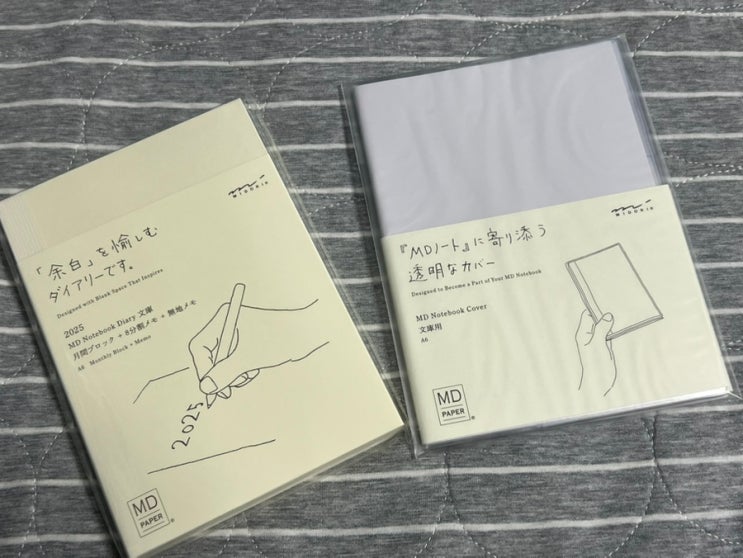 MIDORI®
「余白」を愉しむ
ダイアリーです。
Designed with Blank Space That Inspires
2025
MD Notebook Diary 文庫
月間ブロック + 8分割メモ + 無地メモ
A6 Monthly Block + Memo
2025
MD
PAPER®
MIDORI®
『MDノート』に寄り添う
透明なカバー
Designed to Become a Part of Your MD Notebook
MD Notebook Cover
文庫用
A6
MD
PAPER®